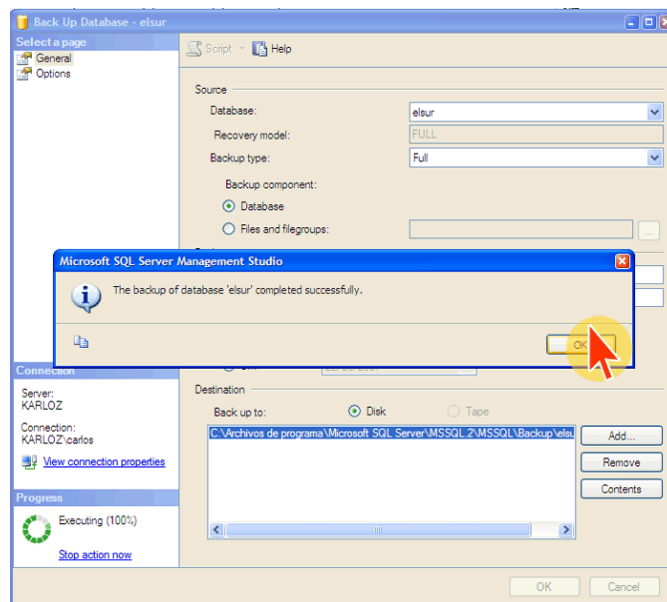 Back Up Database - elsur
Select a page
General
Options
Script
Help
Source
Database:
elsur
Recovery model:
FULL
Backup type:
Full
Backup component:
Database
Files and filegroups:
...
Microsoft SQL Server Management Studio
The backup of database 'elsur' completed successfully.
OK
Connection
Server:
KARLOZ
Connection:
KARLOZ\carlos
View connection properties
Progress
Executing (100%)
Stop action now
Destination
Back up to:
Disk
Tape
C:\Archivos de programa\Microsoft SQL Server\MSSQL.2\MSSQL\Backup\elsu
Add...
Remove
Contents
OK
Cancel